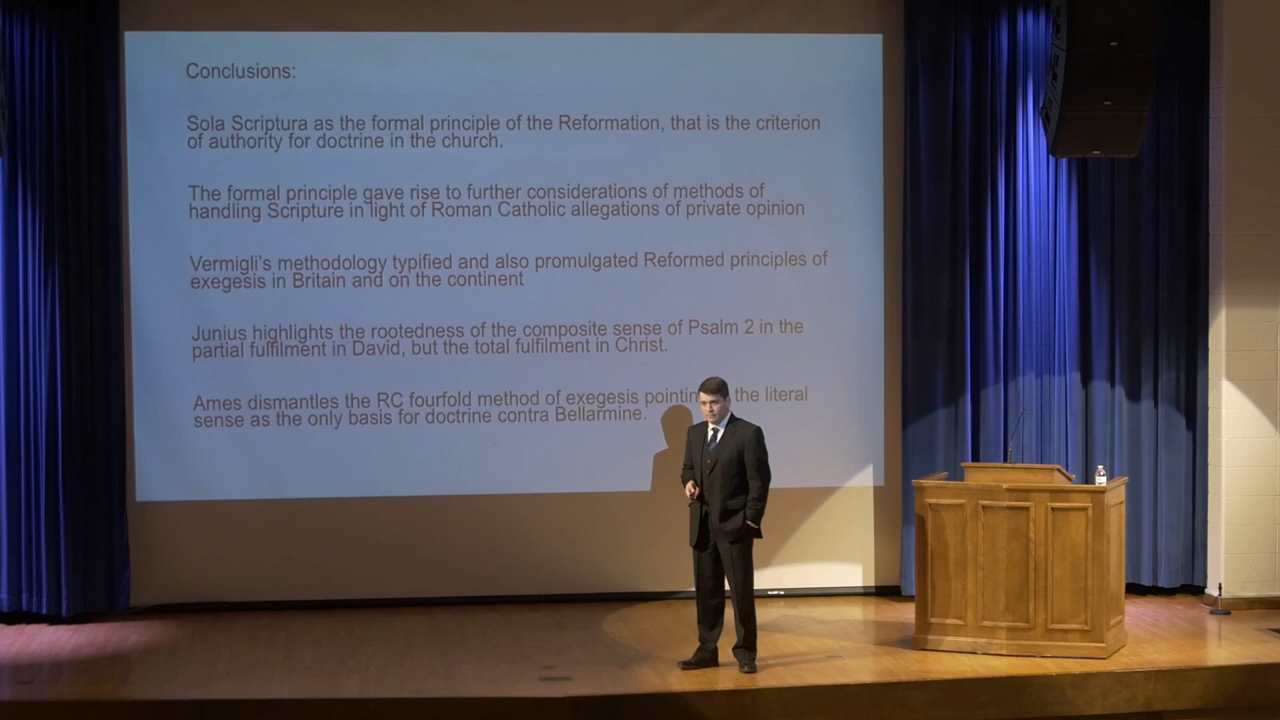 Conclusions:
Sola Scriptura as the formal principle of the Reformation, that is the criterion
of authority for doctrine in the church.
The formal principle gave rise to further considerations of methods of
handling Scripture in light of Roman Catholic allegations of private opinion
Vermigli's methodology typified and also promulgated Reformed principles of
exegesis in Britain and on the continent
Junius highlights the rootedness of the composite sense of Psalm 2 in the
partial fulfilment in David, but the total fulfilment in Christ.
Ames dismantles the RC fourfold method of exegesis the literal
sense as the only basis for doctrine contra Bellarmine.